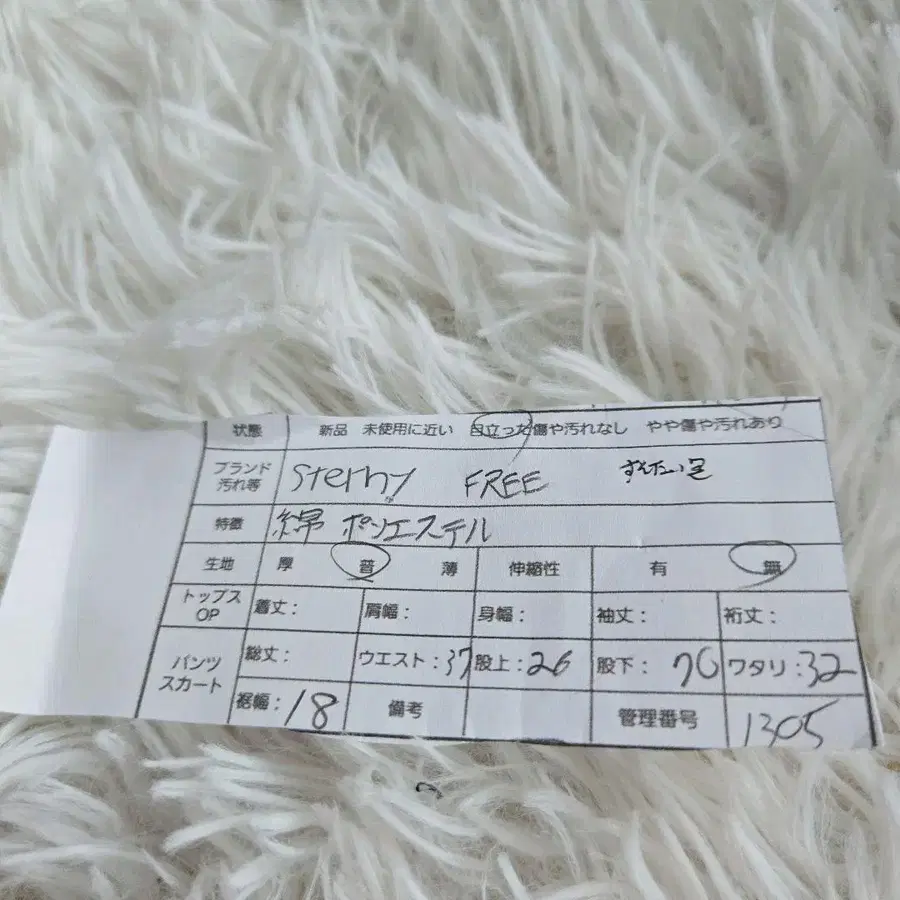 状態 新品 未使用に近い 目立った傷や汚れなし やや傷や汚れあり
ブランド 汚れ等 FREE
特徴 綿 ポリエステル
生地 厚 普 薄 伸縮性 有 無
トップス OP 着丈: 肩幅: 身幅: 袖丈: 裄丈:
パンツ スカート 総丈: ウエスト:37 股上:26 股下:70 ワタリ:32
裾幅:18 備考 管理番号 1305